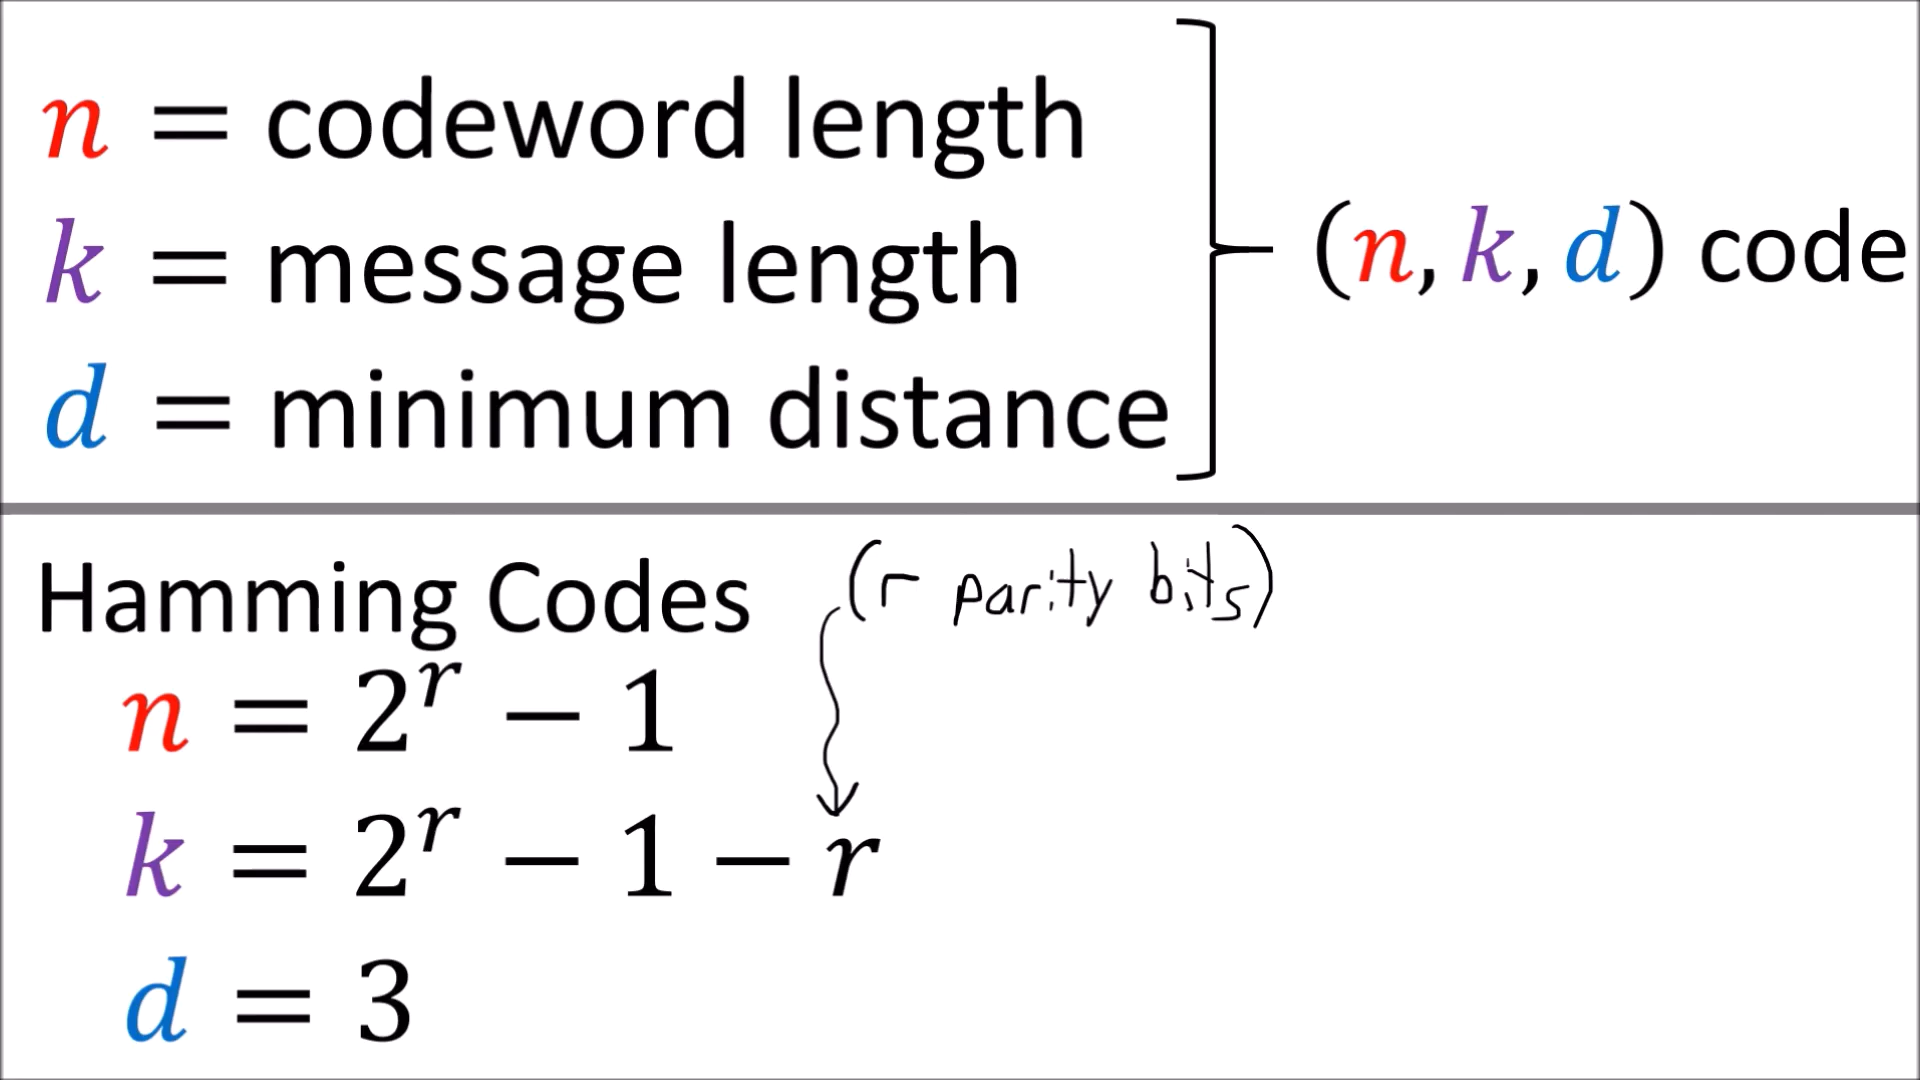 n = codeword length
k = message length
d = minimum distance
(n, k, d) code
Hamming Codes (r parity bits)
n = 2^r − 1
k = 2^r − 1 − r
d = 3